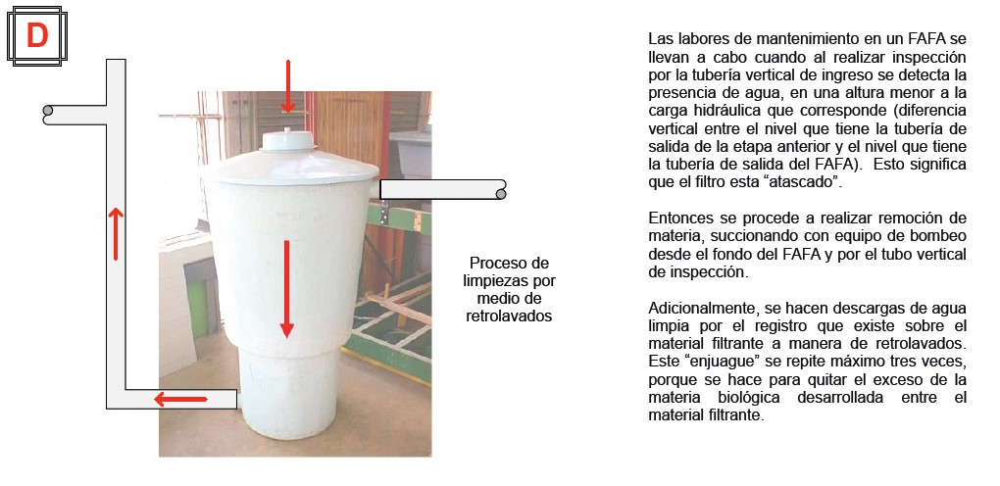 D
Las labores de mantenimiento en un FAFA se
llevan a cabo cuando al realizar inspección
por la tubería vertical de ingreso se detecta la
presencia de agua, en una altura menor a la
carga hidráulica que corresponde (diferencia
vertical entre el nivel que tiene la tubería de
salida de la etapa anterior y el nivel que tiene
la tubería de salida del FAFA).  Esto significa
que el filtro esta “atascado”.
Entonces se procede a realizar remoción de
materia, succionando con equipo de bombeo
desde el fondo del FAFA y por el tubo vertical
de inspección.
Adicionalmente, se hacen descargas de agua
limpia por el registro que existe sobre el
material filtrante a manera de retrolavados.
Este “enjuague” se repite máximo tres veces,
porque se hace para quitar el exceso de la
materia biológica desarrollada entre el
material filtrante.
Proceso de
limpiezas por
medio de
retrolavados